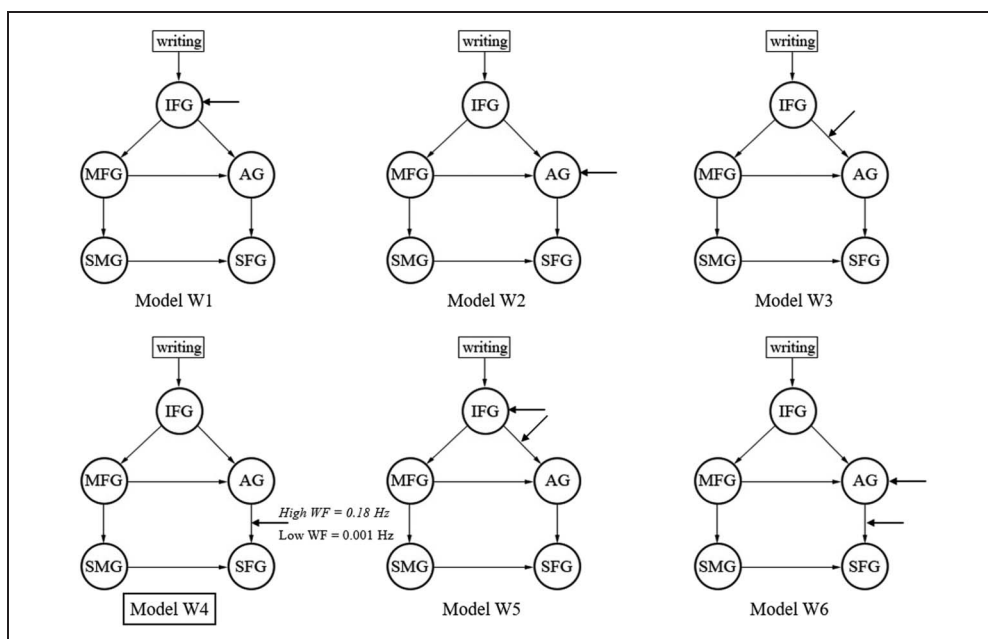 writing writing writing
IFG IFG IFG
MFG AG MFG AG MFG AG
SMG SFG SMG SFG SMG SFG
Model W1 Model W2 Model W3
writing writing writing
IFG IFG IFG
MFG AG MFG AG MFG AG
High WF = 0.18 Hz
Low WF = 0.001 Hz
SMG SFG SMG SFG SMG SFG
Model W4 Model W5 Model W6